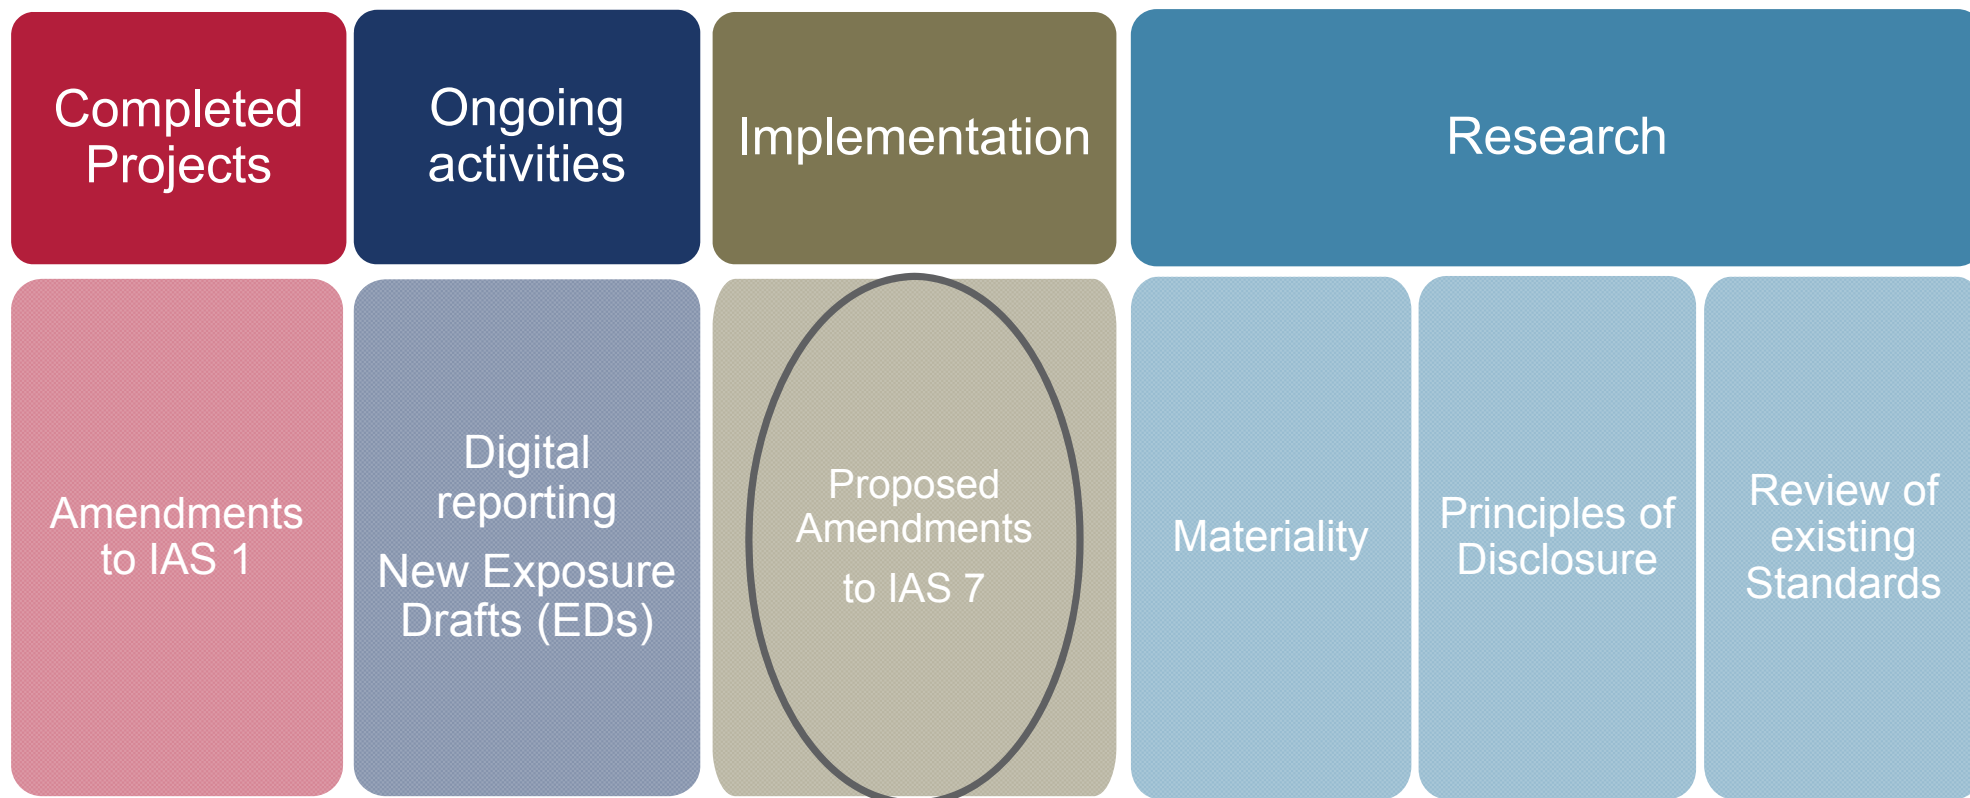 Completed
Projects
Ongoing
activities
Implementation
Research
Amendments
to IAS 1
Digital
reporting
New Exposure
Drafts (EDs)
Proposed
Amendments
to IAS 7
Materiality
Principles of
Disclosure
Review of
existing
Standards